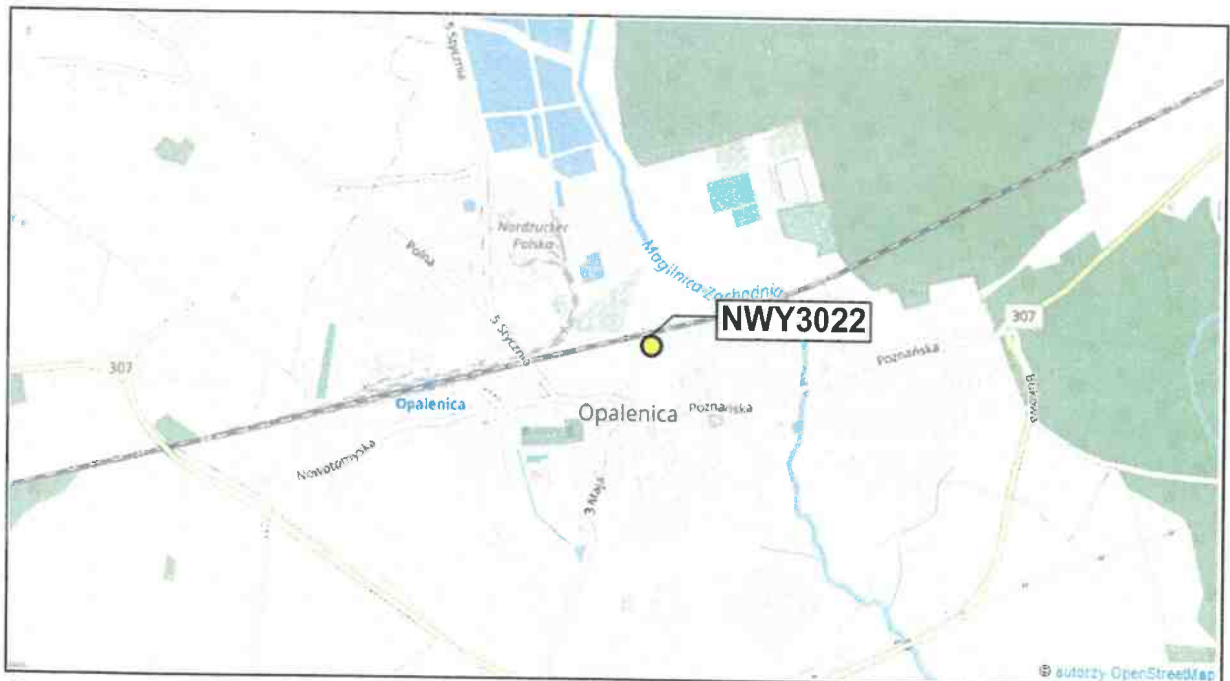 5 Stycznia
Nordzucker
Polska
Polna
Mogilnica Zachodnia
NWY3022
5 Stycznia
307
307
Poznańska
Opalenica
Bukowa
Opalenica
Poznańska
Nowotomyska
3 Maja
© autorzy OpenStreetMap